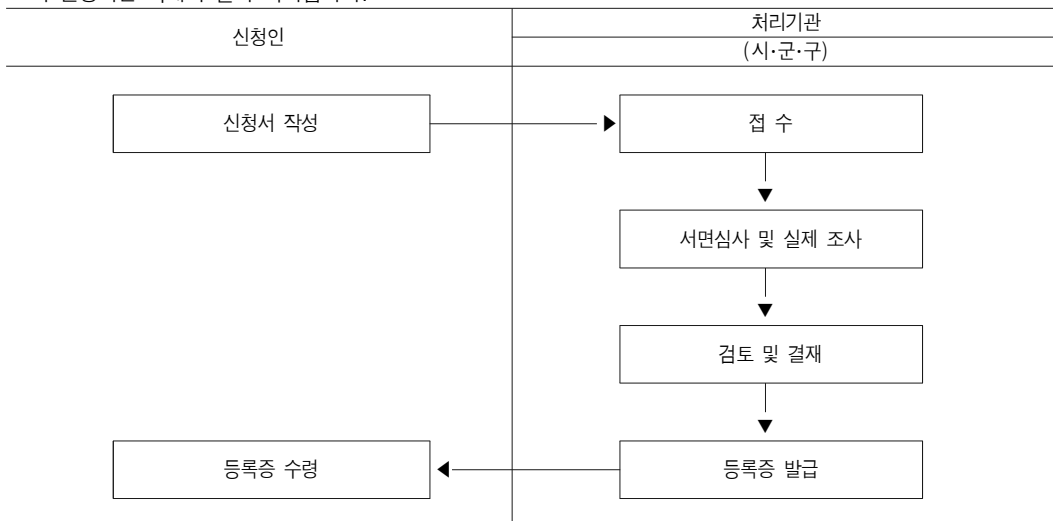 신청인
처리기관
(시·군·구)
신청서 작성
접 수
서면심사 및 실제 조사
검토 및 결재
등록증 수령
등록증 발급